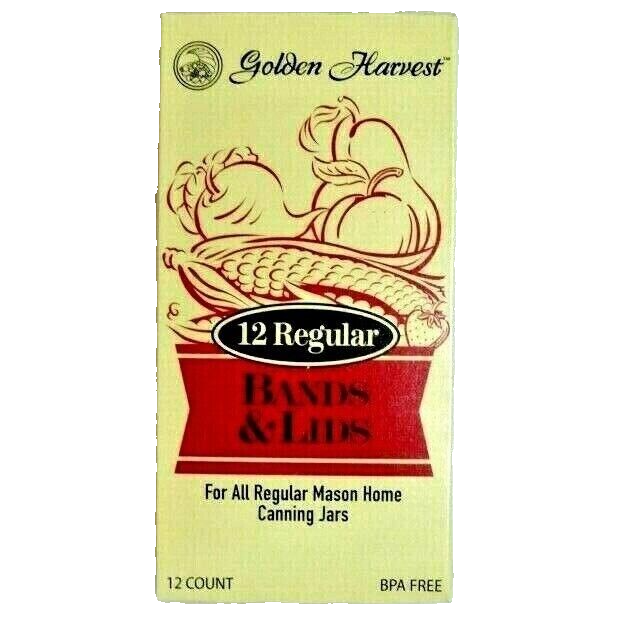 Golden Harvest™
12 Regular
BANDS
& LIDS
For All Regular Mason Home
Canning Jars
12 COUNT
BPA FREE